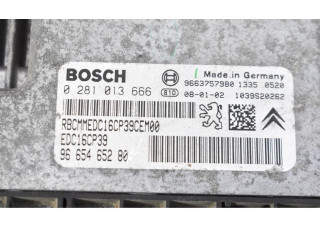 Made in Germany
BOSCH
0 281 013 666
9663757980 1335 0520
810 08-01-02 1039S20262
RBCMMEDC16CP39CEM00
EDC16CP39
96 654 652 80